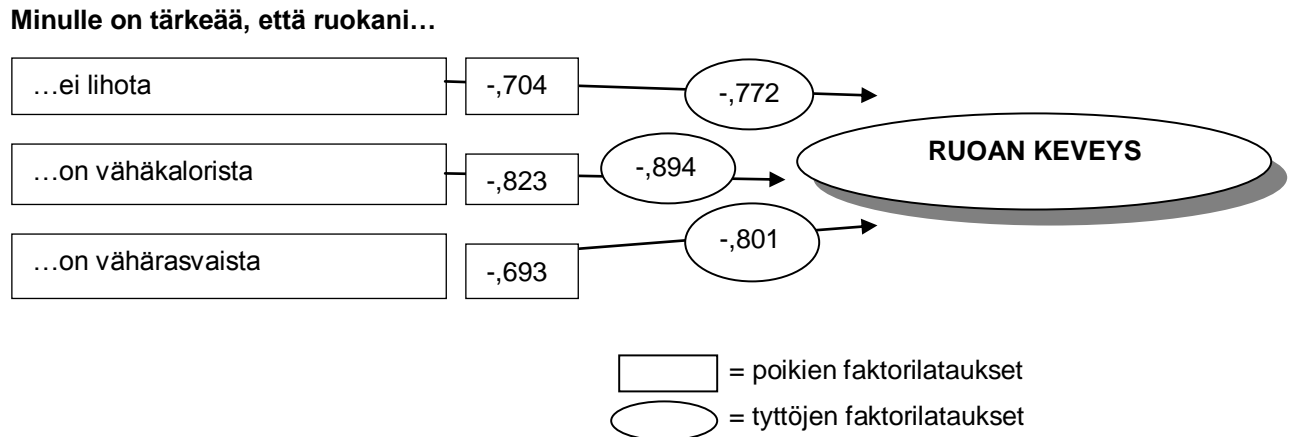 Minulle on tärkeää, että ruokani…
…ei lihota
-,704
-,772
…on vähäkalorista
-,823
-,894
RUOAN KEVEYS
…on vähärasvaista
-,693
-,801
= poikien faktorilataukset
= tyttöjen faktorilataukset